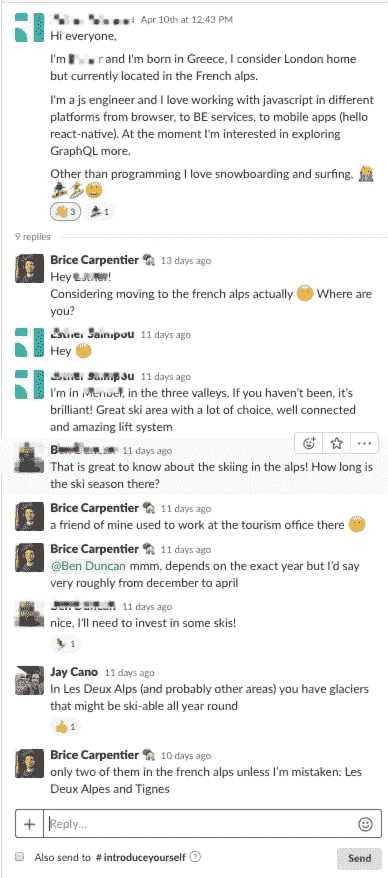 Apr 10th at 12:43 PM
Hi everyone,
I'm r and I'm born in Greece, I consider London home
but currently located in the French alps.
I'm a js engineer and I love working with javascript in different
platforms from browser, to BE services, to mobile apps (hello
react-native). At the moment I'm interested in exploring
GraphQL more.
Other than programming I love snowboarding and surfing.
3 1
9 replies
Brice Carpentier 13 days ago
Hey !
Considering moving to the french alps actually Where are
you?
11 days ago
Hey
11 days ago
I'm in , in the three valleys. If you haven't been, it's
brilliant! Great ski area with a lot of choice, well connected
and amazing lift system
11 days ago
That is great to know about the skiing in the alps! How long is
the ski season there?
Brice Carpentier 11 days ago
a friend of mine used to work at the tourism office there
Brice Carpentier 11 days ago
@Ben Duncan mmm, depends on the exact year but I'd say
very roughly from december to april
11 days ago
nice, I'll need to invest in some skis!
1
Jay Cano 11 days ago
In Les Deux Alps (and probably other areas) you have glaciers
that might be ski-able all year round
1
Brice Carpentier 10 days ago
only two of them in the french alps unless I'm mistaken: Les
Deux Alpes and Tignes
Reply...
Also send to # introduceyourself ?
Send